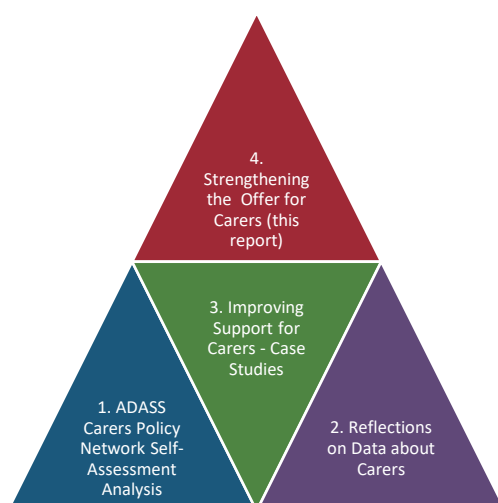 4.
Strengthening
the Offer for
Carers (this
report)
3. Improving
Support for
Carers - Case
Studies
1. ADASS
Carers Policy
Network Self-
Assessment
Analysis
2. Reflections
on Data about
Carers